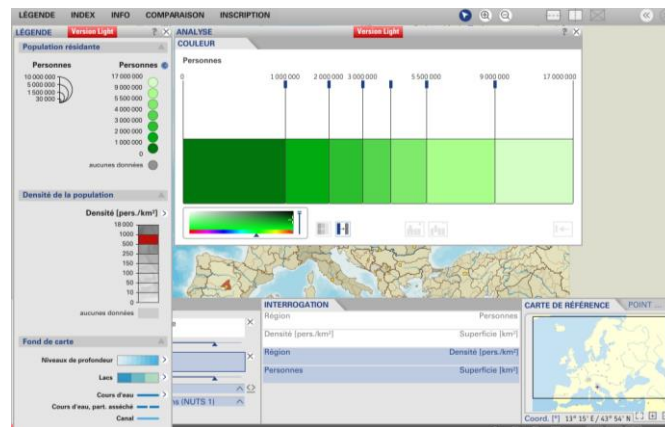 LÉGENDE INDEX INFO COMPARAISON INSCRIPTION
LÉGENDE Version Light ? ×
Population résidante
Personnes Personnes
10 000 000
5 000 000
1 500 000
30 000
17 000 000
9 000 000
5 500 000
4 000 000
3 000 000
2 000 000
1 000 000
0
aucunes données
Densité de la population
Densité [pers./km²] >
18 000
1000
500
250
150
100
50
10
0
aucunes données
Fond de carte
Niveaux de profondeur >
Lacs >
Cours d'eau >
Cours d'eau, part. asséché
Canal
ANALYSE Version Light ? ×
COULEUR
Personnes
0 1 000 000 2 000 000 3 000 000 5 500 000 9 000 000 17 000 000
e
ns (NUTS 1)
INTERROGATION
Région Personnes
Densité [pers./km²] Superficie [km²]
Région Densité [pers./km²]
Personnes Superficie [km²]
CARTE DE RÉFÉRENCE POINT ...
Coord. [°] 13° 15' E / 43° 54' N